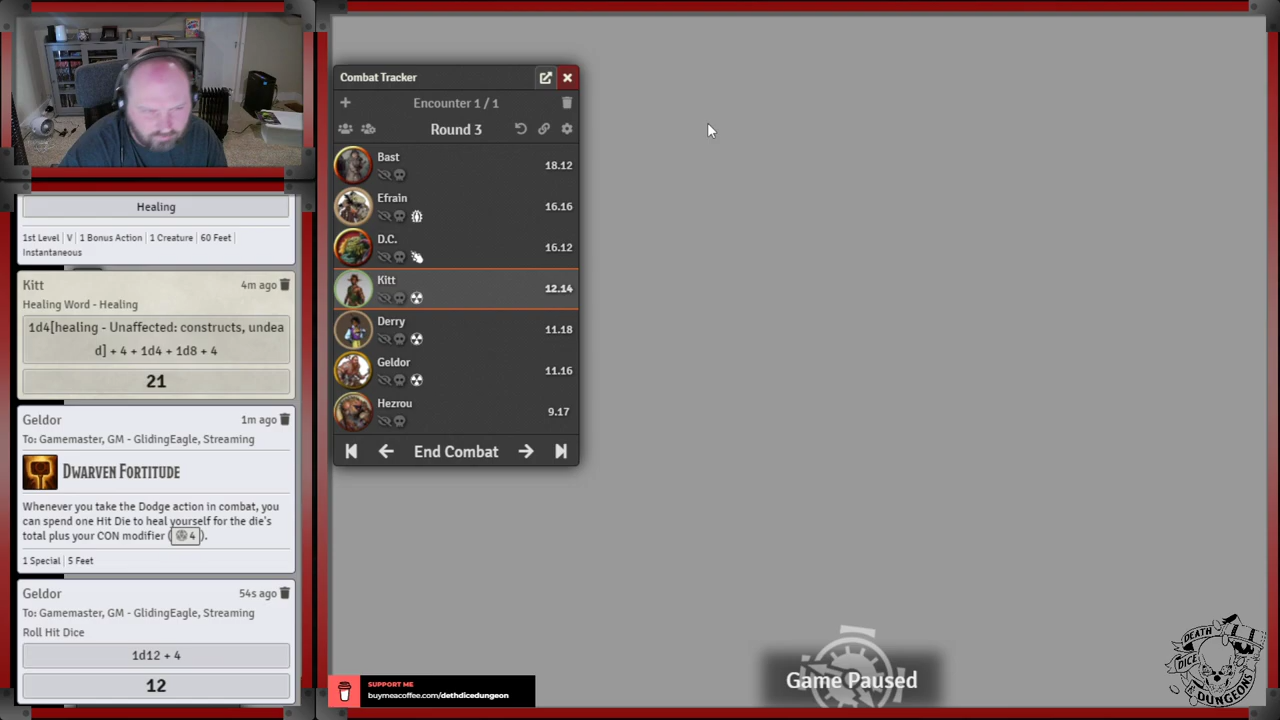 Healing
1st Level | V | 1 Bonus Action | 1 Creature | 60 Feet |
Instantaneous
Kitt 4m ago
Healing Word - Healing
1d4[healing - Unaffected: constructs, undea
d] + 4 + 1d4 + 1d8 + 4
21
Geldor 1m ago
To: Gamemaster, GM - GlidingEagle, Streaming
Dwarven Fortitude
Whenever you take the Dodge action in combat, you
can spend one Hit Die to heal yourself for the die's
total plus your CON modifier ( 4 ).
1 Special | 5 Feet
Geldor 54s ago
To: Gamemaster, GM - GlidingEagle, Streaming
Roll Hit Dice
1d12 + 4
12
Combat Tracker
Encounter 1 / 1
Round 3
Bast 18.12
Efrain 16.16
D.C. 16.12
Kitt 12.14
Derry 11.18
Geldor 11.16
Hezrou 9.17
End Combat
SUPPORT ME
buymeacoffee.com/dethdicedungeon
Game Paused
DEATH
DICE
DUNGEONS